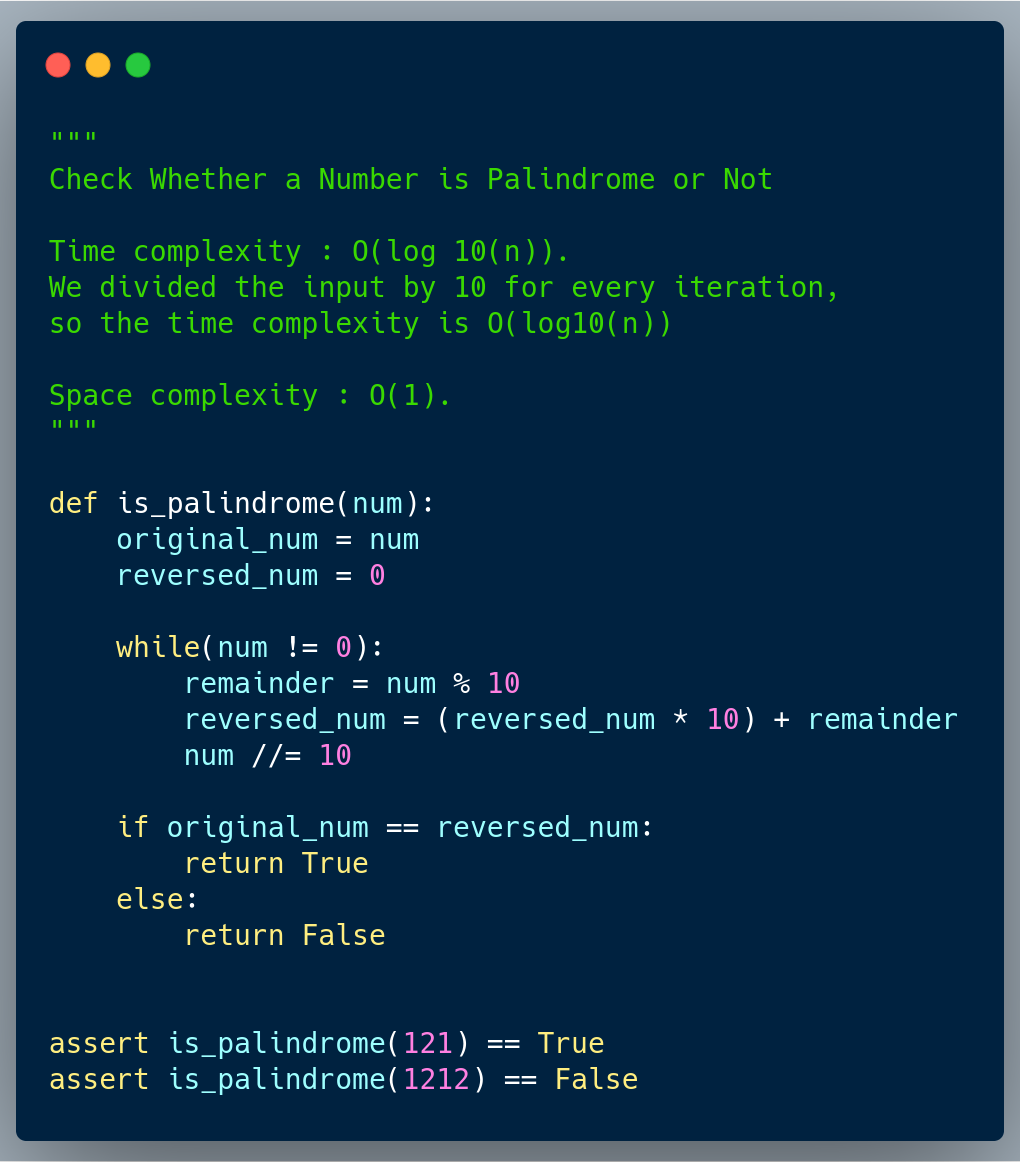 """
Check Whether a Number is Palindrome or Not

Time complexity : O(log 10(n)).
We divided the input by 10 for every iteration,
so the time complexity is O(log10(n))

Space complexity : O(1).
"""

def is_palindrome(num):
    original_num = num
    reversed_num = 0

    while(num != 0):
        remainder = num % 10
        reversed_num = (reversed_num * 10) + remainder
        num //= 10

    if original_num == reversed_num:
        return True
    else:
        return False


assert is_palindrome(121) == True
assert is_palindrome(1212) == False